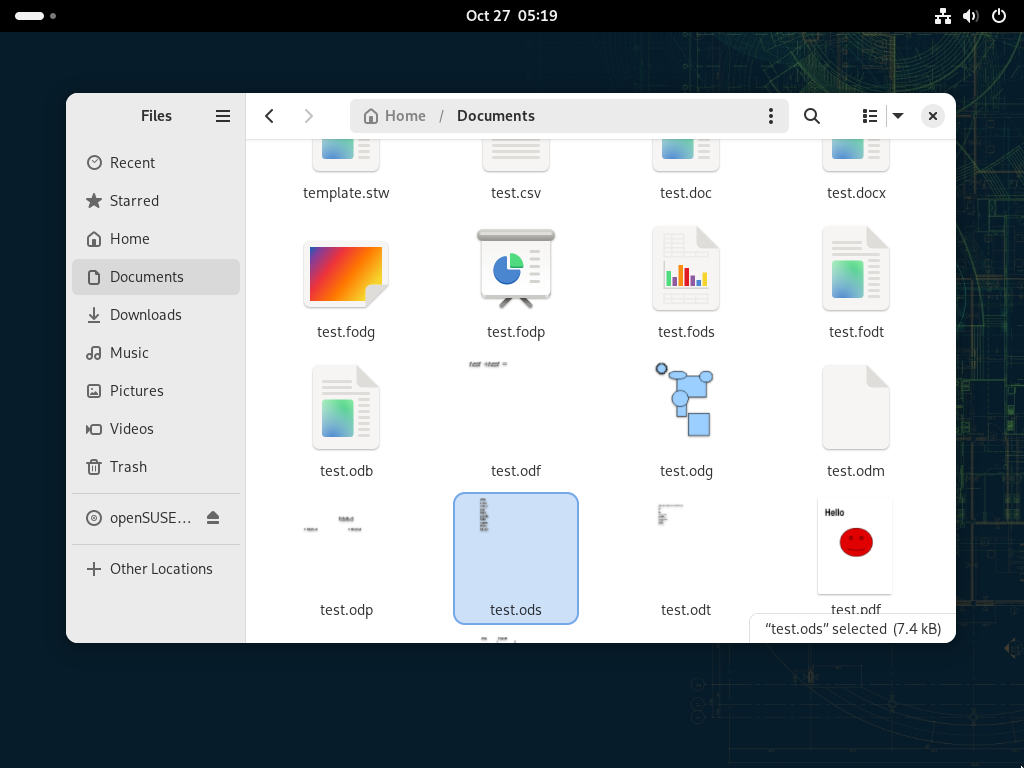 Oct 27 05:19
Files
Home / Documents
Recent
Starred
Home
Documents
Downloads
Music
Pictures
Videos
Trash
openSUSE…
Other Locations
template.stw
test.csv
test.doc
test.docx
test.fodg
test.fodp
test.fods
test.fodt
test.odb
test.odf
test.odg
test.odm
Hello
test.odp
test.ods
test.odt
test.pdf
“test.ods” selected (7.4 kB)